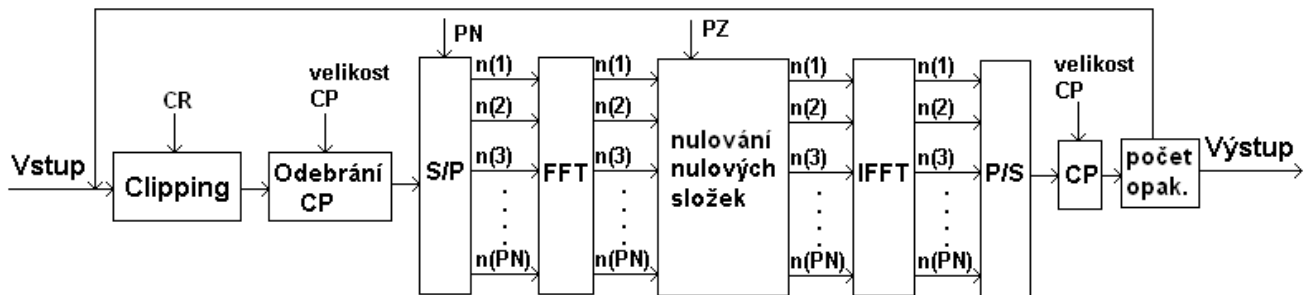 Vstup
CR
Clipping
velikost
CP
Odebrání
CP
PN
S/P
n(1)
n(2)
n(3)
n(PN)
FFT
n(1)
n(2)
n(3)
n(PN)
PZ
nulování
nulových
složek
n(1)
n(2)
n(3)
n(PN)
IFFT
n(1)
n(2)
n(3)
n(PN)
P/S
velikost
CP
CP
počet
opak.
Výstup